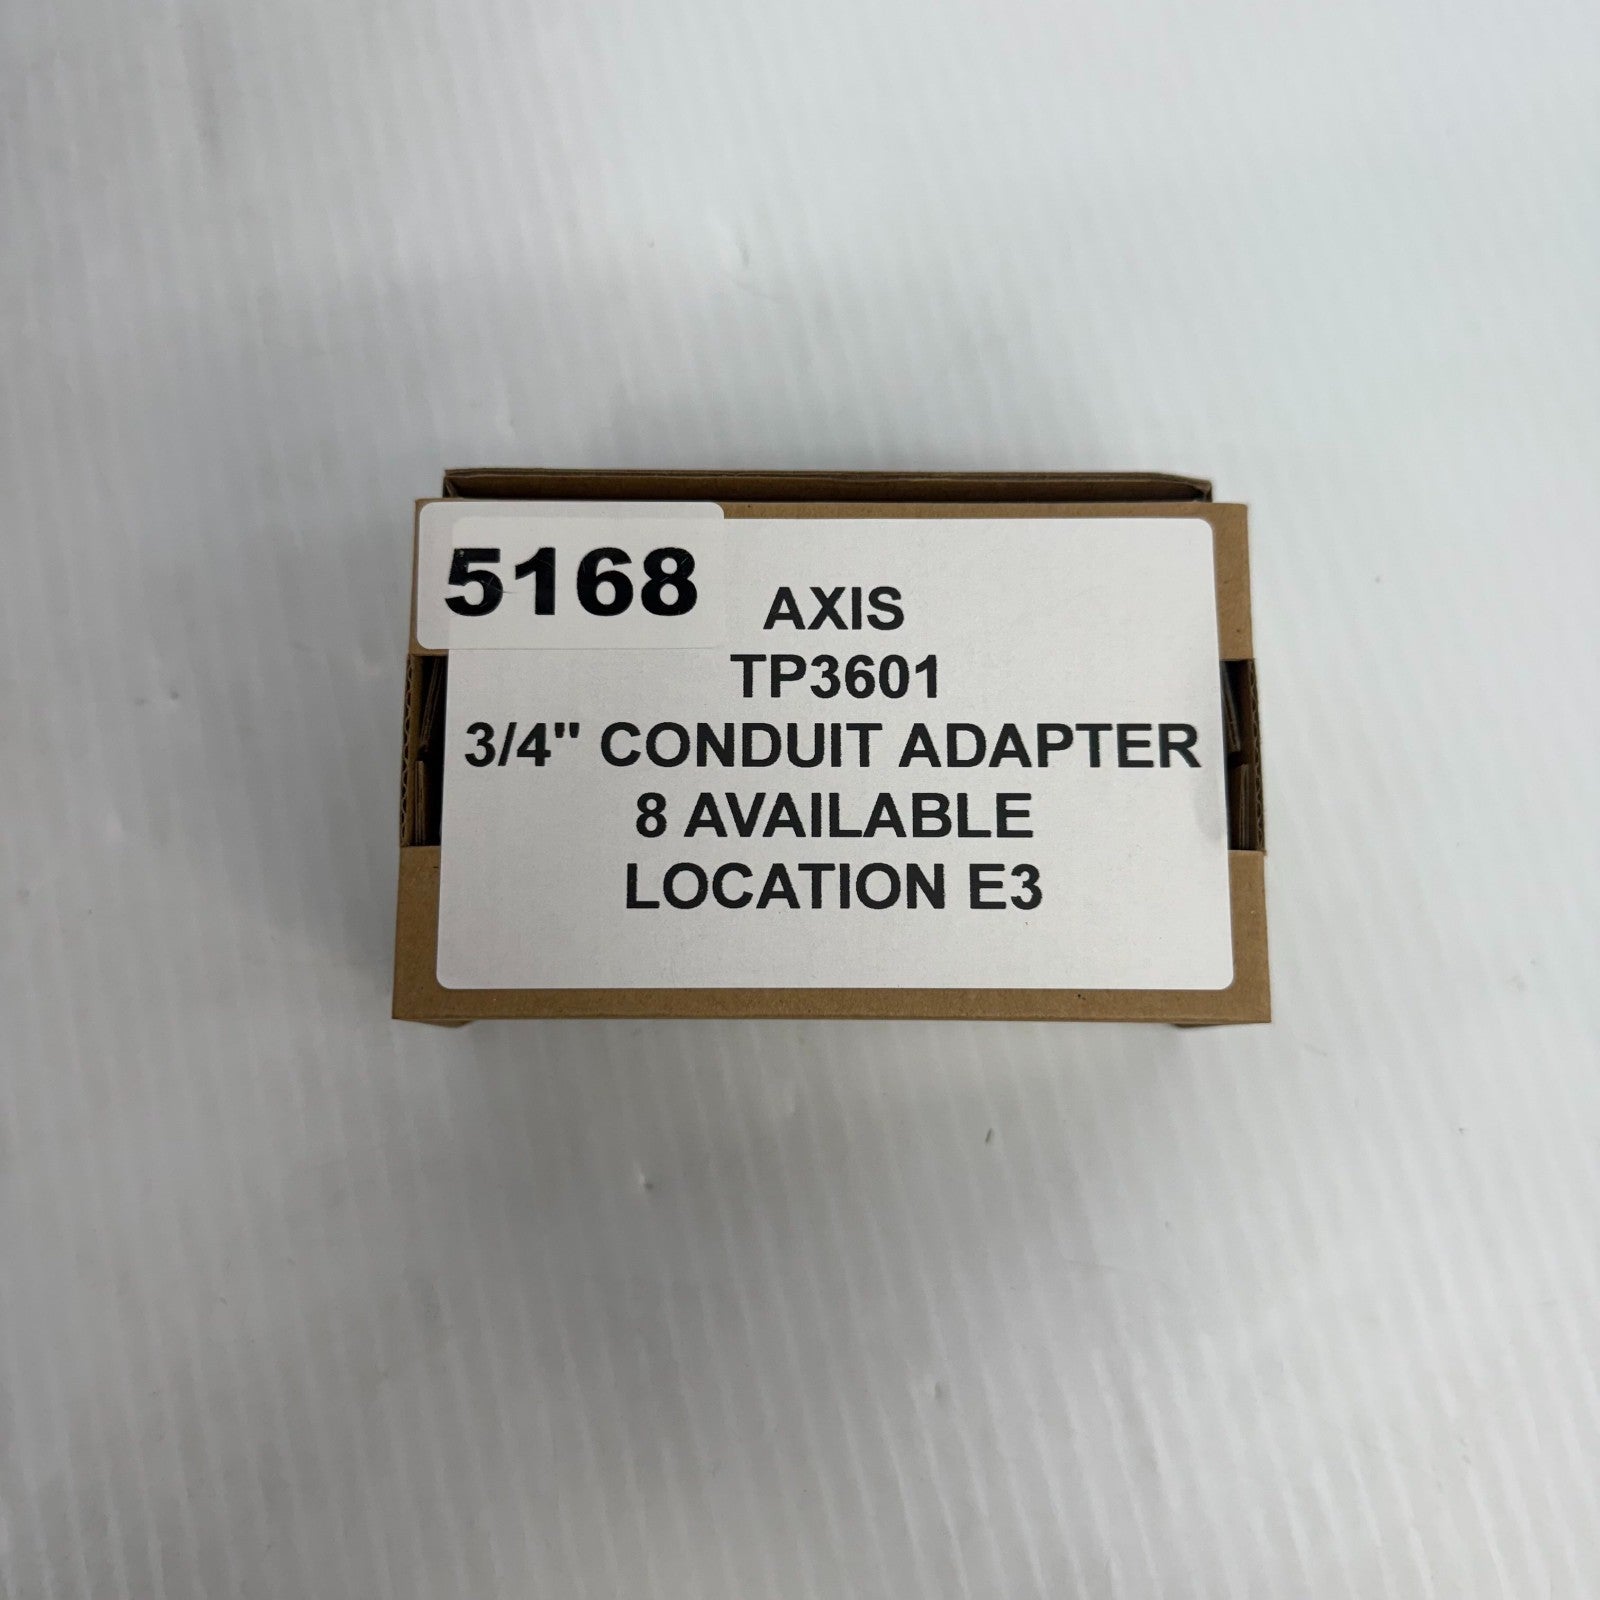 5168
AXIS
TP3601
3/4" CONDUIT ADAPTER
8 AVAILABLE
LOCATION E3